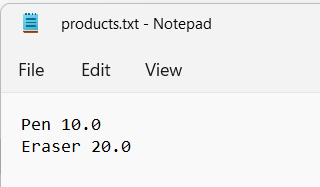 products.txt - Notepad
File Edit View
Pen 10.0
Eraser 20.0